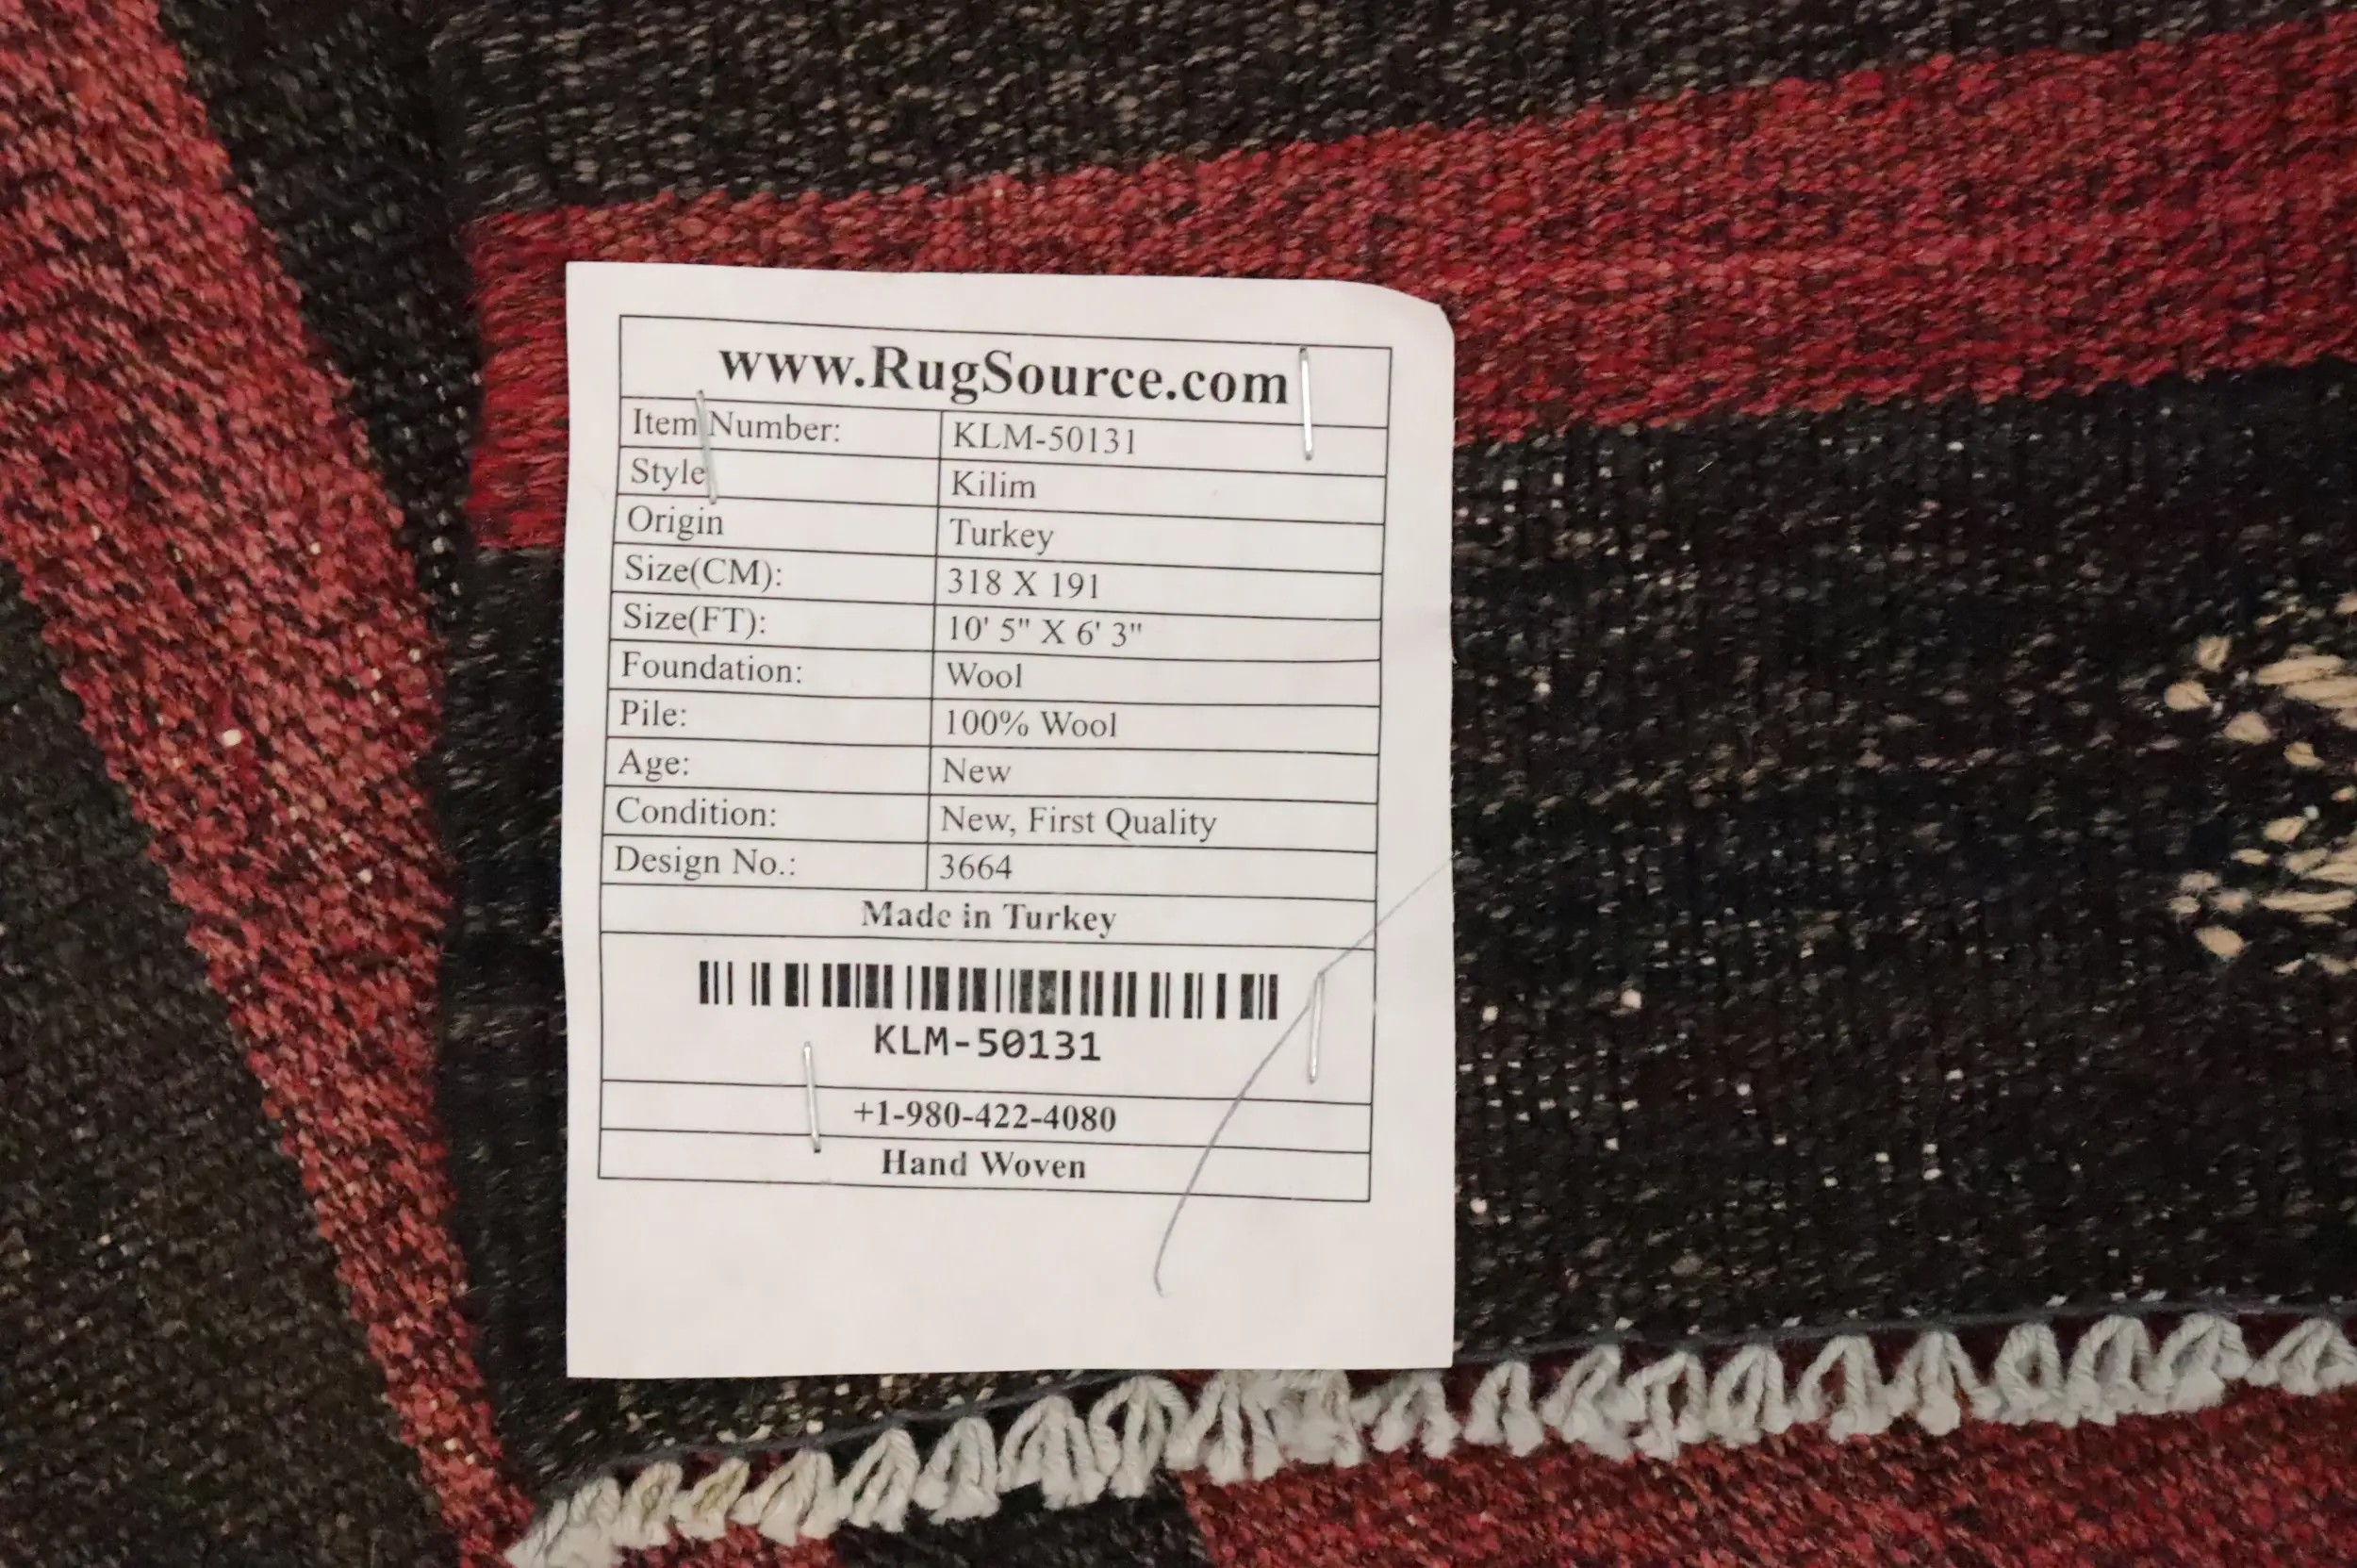 www.RugSource.com
Item Number: KLM-50131
Style Kilim
Origin Turkey
Size(CM): 318 X 191
Size(FT): 10' 5" X 6' 3"
Foundation: Wool
Pile: 100% Wool
Age: New
Condition: New, First Quality
Design No.: 3664
Made in Turkey
KLM-50131
+1-980-422-4080
Hand Woven